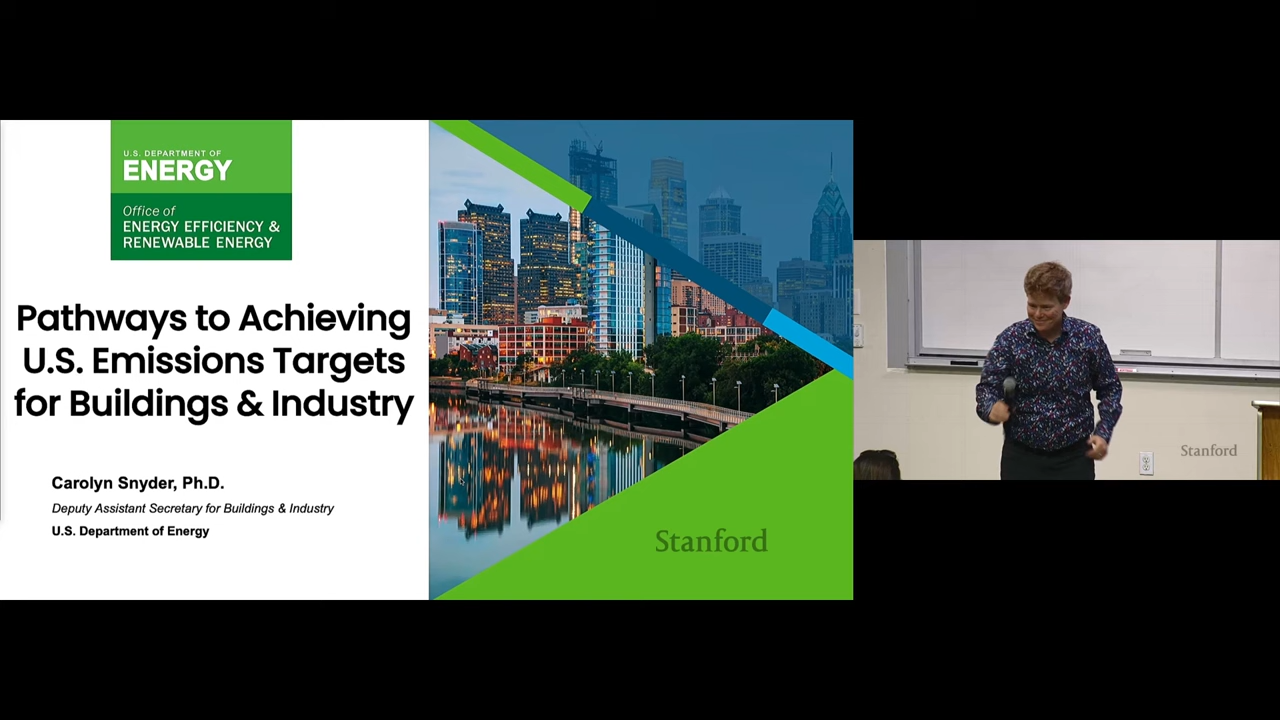 U.S. DEPARTMENT OF
ENERGY
Office of
ENERGY EFFICIENCY &
RENEWABLE ENERGY
Pathways to Achieving
U.S. Emissions Targets
for Buildings & Industry
Carolyn Snyder, Ph.D.
Deputy Assistant Secretary for Buildings & Industry
U.S. Department of Energy
Stanford
Stanford